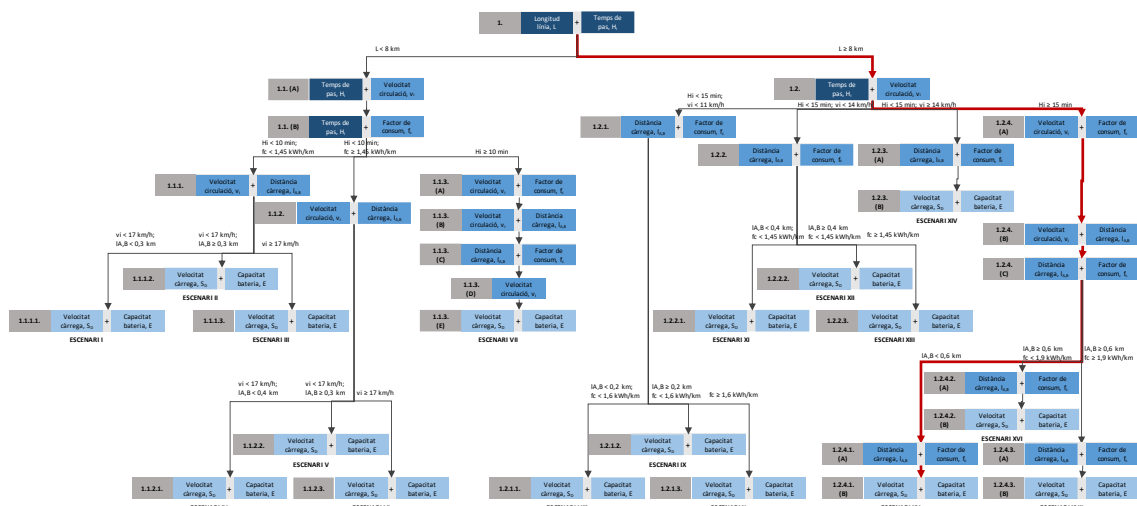 1.
Longitud
línia, L
+
Temps de
pas, Hᵢ
L < 8 km
L ≥ 8 km
1.1. (A)
Temps de
pas, Hᵢ
+
Velocitat
circulació, vᵢ
1.2.
Temps de
pas, Hᵢ
+
Velocitat
circulació, vᵢ
Hi < 15 min;
vi < 11 km/h
Hi < 15 min; vi < 14 km/h
Hi < 15 min; vi ≥ 14 km/h
Hi ≥ 15 min
1.1. (B)
Temps de
pas, Hᵢ
+
Factor de
consum, fc
1.2.1.
Distància
càrrega, lA,B
+
Factor de
consum, fc
1.2.4.
(A)
Velocitat
circulació, vᵢ
+
Factor de
consum, fc
Hi < 10 min;
fc < 1,45 kWh/km
Hi < 10 min;
fc ≥ 1,45 kWh/km
Hi ≥ 10 min
1.2.2.
Distància
càrrega, lA,B
+
Factor de
consum, fc
1.2.3.
(A)
Distància
càrrega, lA,B
+
Factor de
consum, fc
1.1.1.
Velocitat
circulació, vᵢ
+
Distància
càrrega, lA,B
1.1.3.
(A)
Velocitat
circulació, vᵢ
+
Factor de
consum, fc
1.2.3.
(B)
Velocitat
càrrega, SD
+
Capacitat
bateria, E
ESCENARI XIV
1.1.2.
Velocitat
circulació, vᵢ
+
Distància
càrrega, lA,B
1.1.3.
(B)
Velocitat
circulació, vᵢ
+
Distància
càrrega, lA,B
1.2.4.
(B)
Velocitat
circulació, vᵢ
+
Distància
càrrega, lA,B
vi < 17 km/h;
lA,B < 0,3 km
vi < 17 km/h;
lA,B ≥ 0,3 km
vi ≥ 17 km/h
1.1.3.
(C)
Distància
càrrega, lA,B
+
Factor de
consum, fc
lA,B < 0,4 km;
fc < 1,45 kWh/km
lA,B ≥ 0,4 km
fc < 1,45 kWh/km
fc ≥ 1,45 kWh/km
1.2.4.
(C)
Distància
càrrega, lA,B
+
Factor de
consum, fc
1.1.1.2.
Velocitat
càrrega, SD
+
Capacitat
bateria, E
ESCENARI II
1.1.3.
(D)
Velocitat
circulació, vᵢ
1.2.2.2.
Velocitat
càrrega, SD
+
Capacitat
bateria, E
ESCENARI XII
1.1.1.1.
Velocitat
càrrega, SD
+
Capacitat
bateria, E
ESCENARI I
1.1.1.3.
Velocitat
càrrega, SD
+
Capacitat
bateria, E
ESCENARI III
1.1.3.
(E)
Velocitat
càrrega, SD
+
Capacitat
bateria, E
ESCENARI VII
1.2.2.1.
Velocitat
càrrega, SD
+
Capacitat
bateria, E
ESCENARI XI
1.2.2.3.
Velocitat
càrrega, SD
+
Capacitat
bateria, E
ESCENARI XIII
lA,B < 0,6 km
lA,B ≥ 0,6 km
fc < 1,9 kWh/km
lA,B ≥ 0,6 km
fc ≥ 1,9 kWh/km
1.2.4.2.
(A)
Distància
càrrega, lA,B
+
Factor de
consum, fc
vi < 17 km/h;
lA,B < 0,4 km
vi < 17 km/h;
lA,B ≥ 0,3 km
vi ≥ 17 km/h
lA,B < 0,2 km;
fc < 1,6 kWh/km
lA,B ≥ 0,2 km
fc < 1,6 kWh/km
fc ≥ 1,6 kWh/km
1.2.4.2.
(B)
Velocitat
càrrega, SD
+
Capacitat
bateria, E
ESCENARI XVI
1.1.2.2.
Velocitat
càrrega, SD
+
Capacitat
bateria, E
ESCENARI V
1.2.1.2.
Velocitat
càrrega, SD
+
Capacitat
bateria, E
ESCENARI IX
1.2.4.1.
(A)
Distància
càrrega, lA,B
+
Factor de
consum, fc
1.2.4.3.
(A)
Distància
càrrega, lA,B
+
Factor de
consum, fc
1.1.2.1.
Velocitat
càrrega, SD
+
Capacitat
bateria, E
1.1.2.3.
Velocitat
càrrega, SD
+
Capacitat
bateria, E
1.2.1.1.
Velocitat
càrrega, SD
+
Capacitat
bateria, E
1.2.1.3.
Velocitat
càrrega, SD
+
Capacitat
bateria, E
1.2.4.1.
(B)
Velocitat
càrrega, SD
+
Capacitat
bateria, E
1.2.4.3.
(B)
Velocitat
càrrega, SD
+
Capacitat
bateria, E